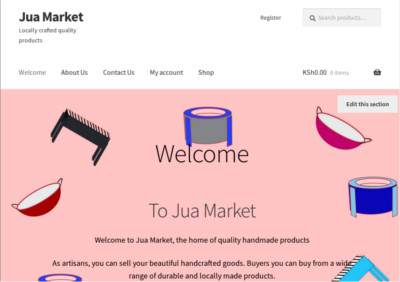 Jua Market
Locally crafted quality
products
Register
Search products...
Welcome
About Us
Contact Us
My account
Shop
KSh0.00 0 items
Edit this section
Welcome
To Jua Market
Welcome to Jua Market, the home of quality handmade products
As artisans, you can sell your beautiful handcrafted goods. Buyers you can buy from a wide
range of durable and locally made products.